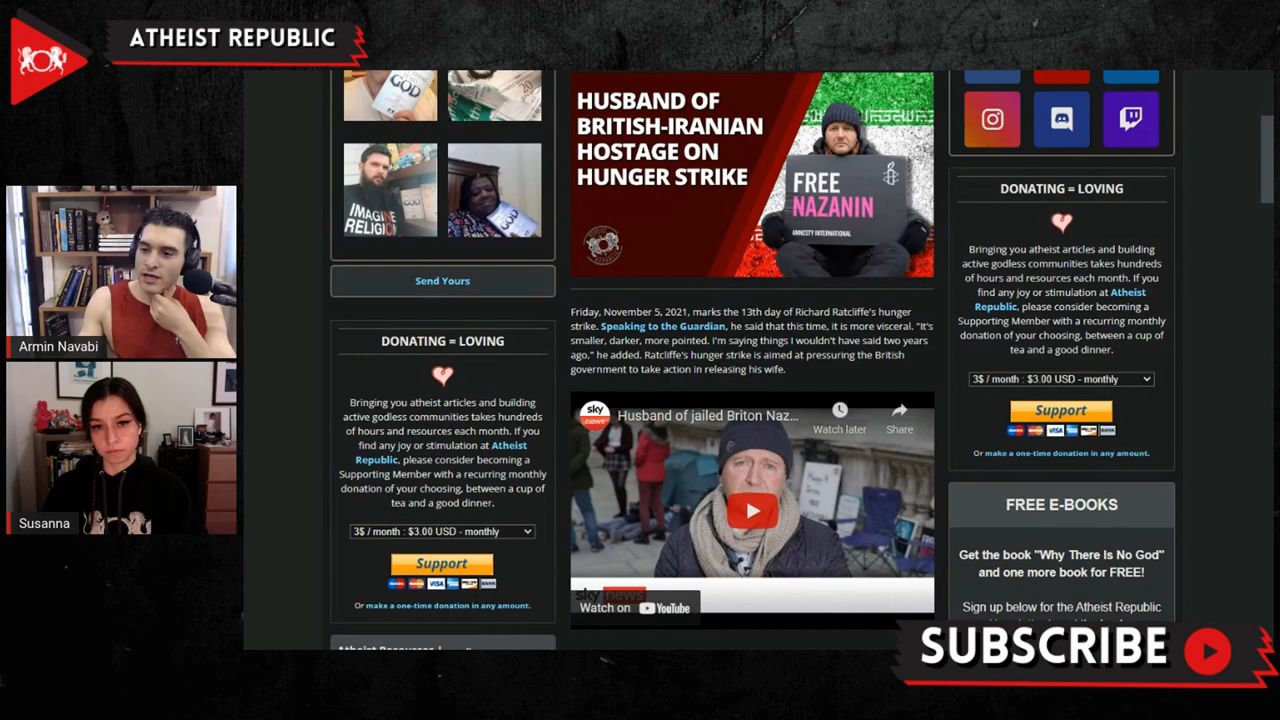 ATHEIST REPUBLIC
Armin Navabi
Susanna
GOD
20
GOD
IMAGINE
RELIGI
GOD
Send Yours
DONATING = LOVING
Bringing you atheist articles and building
active godless communities takes hundreds
of hours and resources each month. If you
find any joy or stimulation at Atheist
Republic, please consider becoming a
Supporting Member with a recurring monthly
donation of your choosing, between a cup of
tea and a good dinner.
3$ / month : $3.00 USD - monthly
Support
VISA
BANK
Or make a one-time donation in any amount.
HUSBAND OF
BRITISH-IRANIAN
HOSTAGE ON
HUNGER STRIKE
FREE
NAZANIN
AMNESTY INTERNATIONAL
Friday, November 5, 2021, marks the 13th day of Richard Ratcliffe's hunger
strike. Speaking to the Guardian, he said that this time, it is more visceral. "It's
smaller, darker, more pointed. I'm saying things I wouldn't have said two years
ago," he added. Ratcliffe's hunger strike is aimed at pressuring the British
government to take action in releasing his wife.
sky
news
Husband of jailed Briton Naz...
Watch later
Share
sky news
Watch on YouTube
DONATING = LOVING
Bringing you atheist articles and building
active godless communities takes hundreds
of hours and resources each month. If you
find any joy or stimulation at Atheist
Republic, please consider becoming a
Supporting Member with a recurring monthly
donation of your choosing, between a cup of
tea and a good dinner.
3$ / month : $3.00 USD - monthly
Support
VISA
BANK
Or make a one-time donation in any amount.
FREE E-BOOKS
Get the book "Why There Is No God"
and one more book for FREE!
Sign up below for the Atheist Republic
SUBSCRIBE